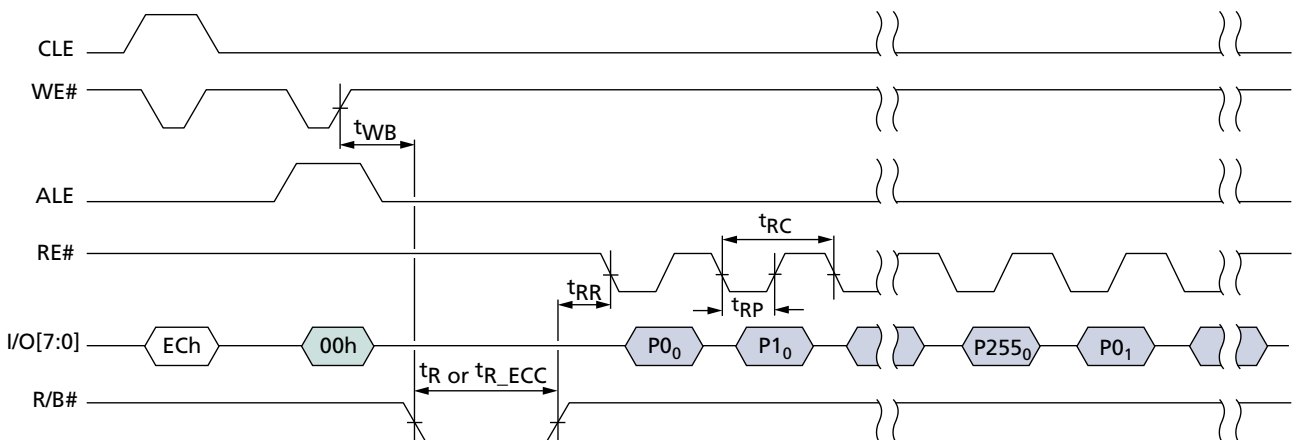 CLE
WE#
tWB
ALE
RE#
tRC
tRR
tRP
I/O[7:0]
ECh
00h
P0₀
P1₀
P255₀
P0₁
tR or tR_ECC
R/B#